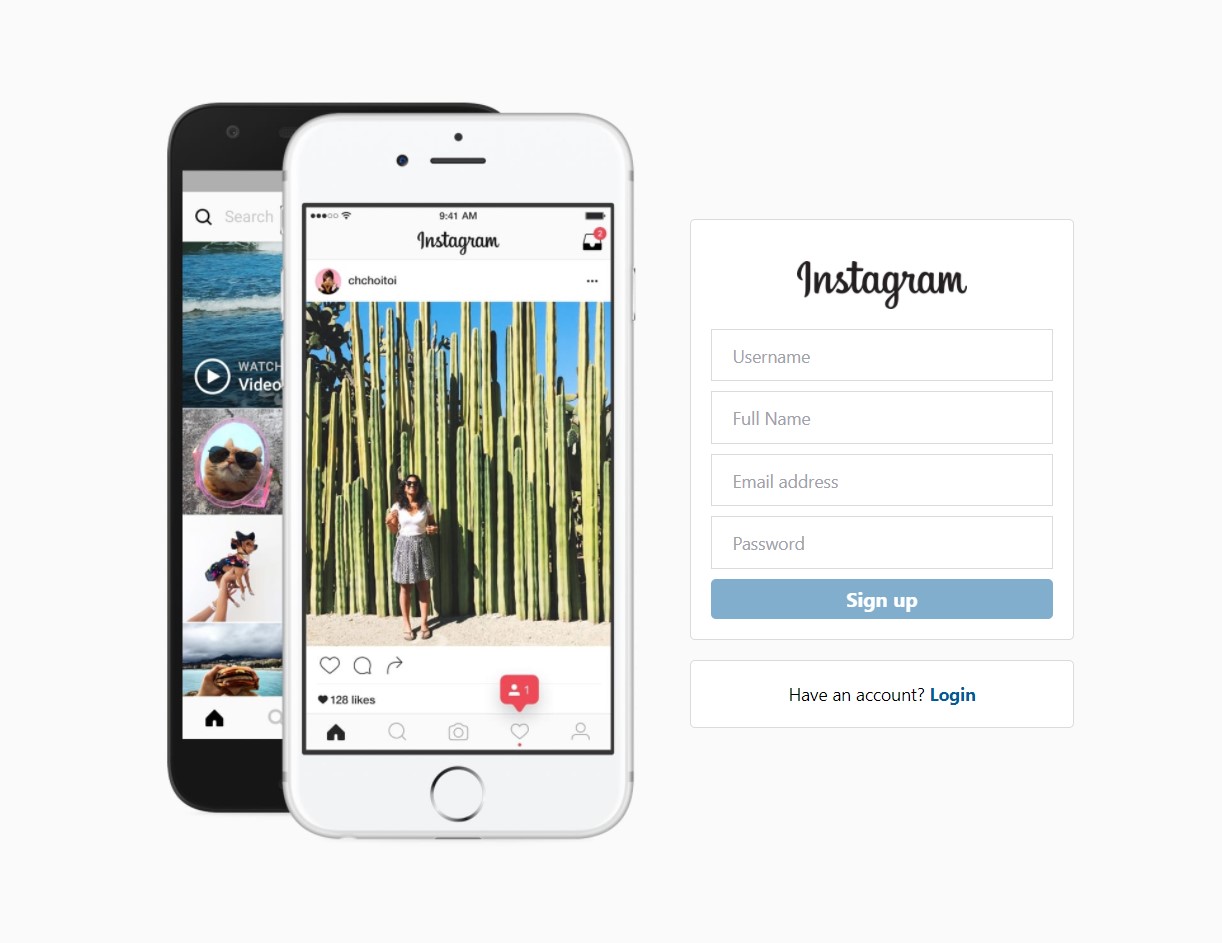 Search
WATCH
Video
9:41 AM
Instagram
2
chchoitoi
128 likes
1
Instagram
Username
Full Name
Email address
Password
Sign up
Have an account? Login